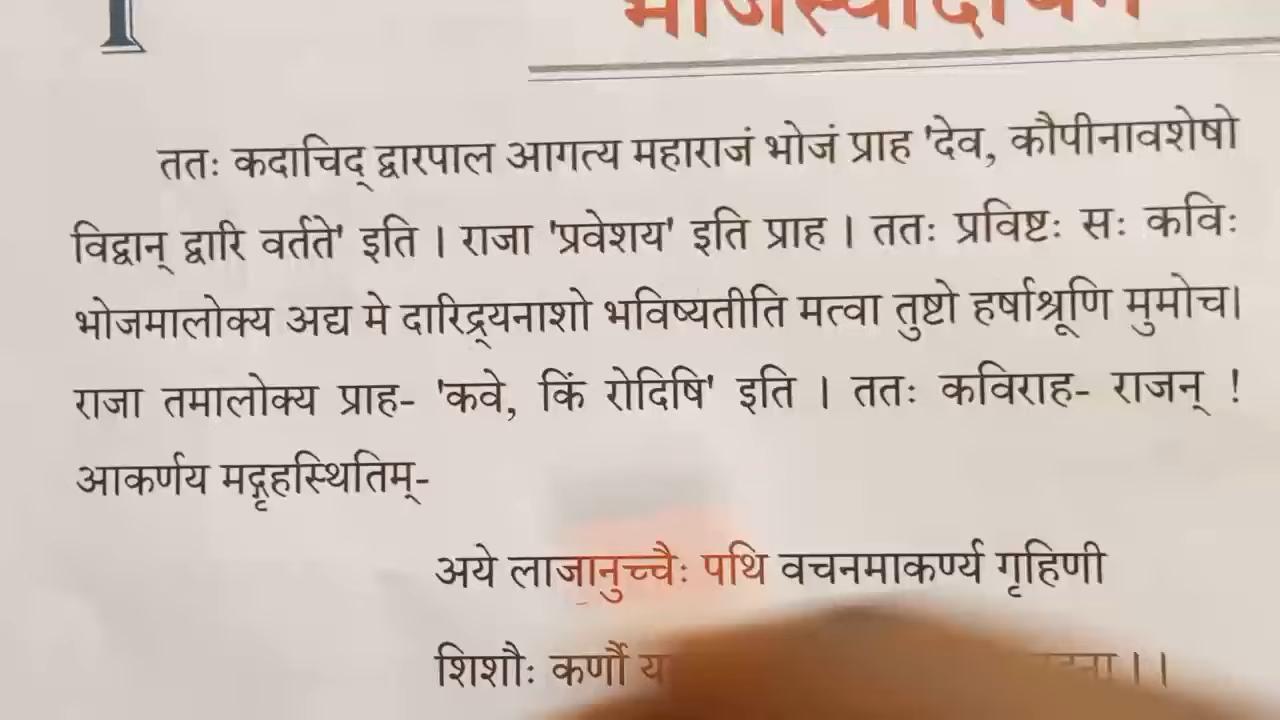 1
ततः कदाचिद् द्वारपाल आगत्य महाराजं भोजं प्राह 'देव, कौपीनावशेषो
विद्वान् द्वारि वर्तते' इति । राजा 'प्रवेशय' इति प्राह । ततः प्रविष्टः सः कविः
भोजमालोक्य अद्य मे दारिद्र्यनाशो भविष्यतीति मत्वा तुष्टो हर्षाश्रूणि मुमोच।
राजा तमालोक्य प्राह- 'कवे, किं रोदिषि' इति । ततः कविराह- राजन् !
आकर्णय मद्गृहस्थितिम्-
अये लाजानुच्चैः पथि वचनमाकर्ण्य गृहिणी
शिशौः कर्णौ ।।